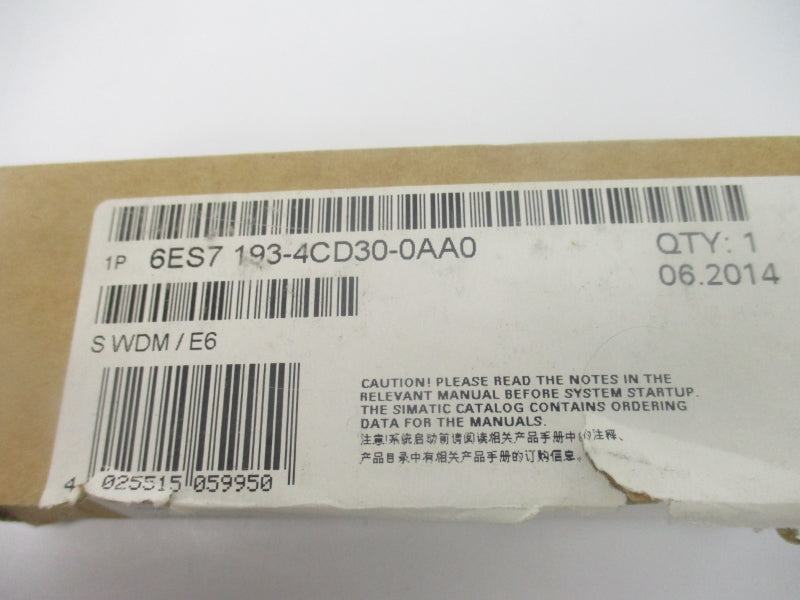 1P 6ES7 193-4CD30-0AA0
QTY: 1
06.2014
S WDM / E6
4 025515 059950
CAUTION! PLEASE READ THE NOTES IN THE
RELEVANT MANUAL BEFORE SYSTEM STARTUP.
THE SIMATIC CATALOG CONTAINS ORDERING
DATA FOR THE MANUALS.
注意!系统启动前请阅读相关产品手册中的注释、
产品目录中有相关产品手册的订购信息。